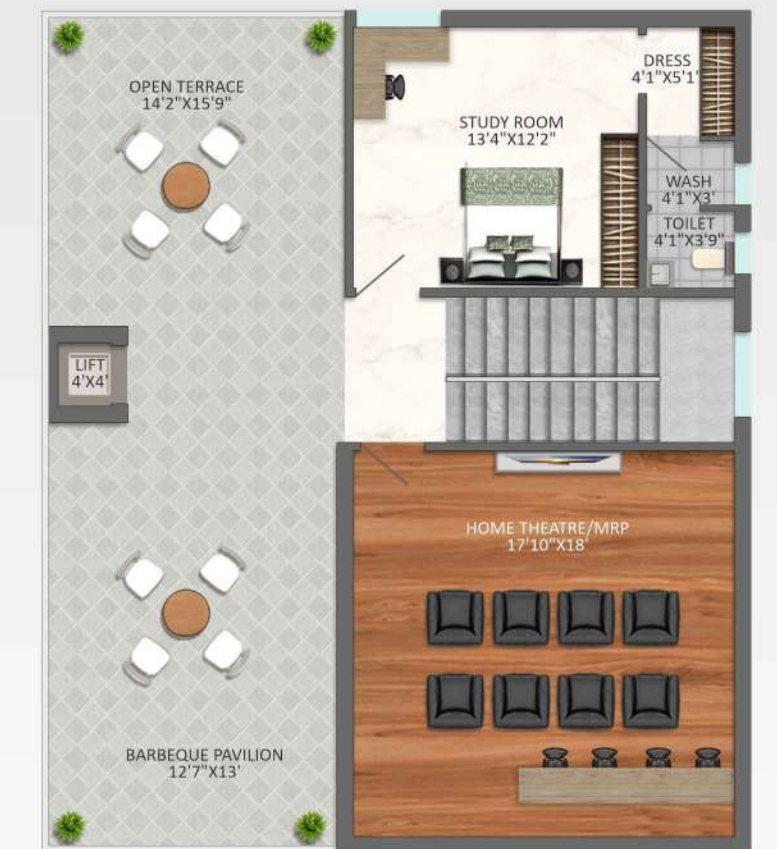 OPEN TERRACE
14'2"X15'9"
DRESS
4'1"X5'1'
STUDY ROOM
13'4"X12'2"
WASH
4'1"X3'
TOILET
4'1"X3'9"
LIFT
4'X4'
HOME THEATRE/MRP
17'10"X18'
BARBEQUE PAVILION
12'7"X13'